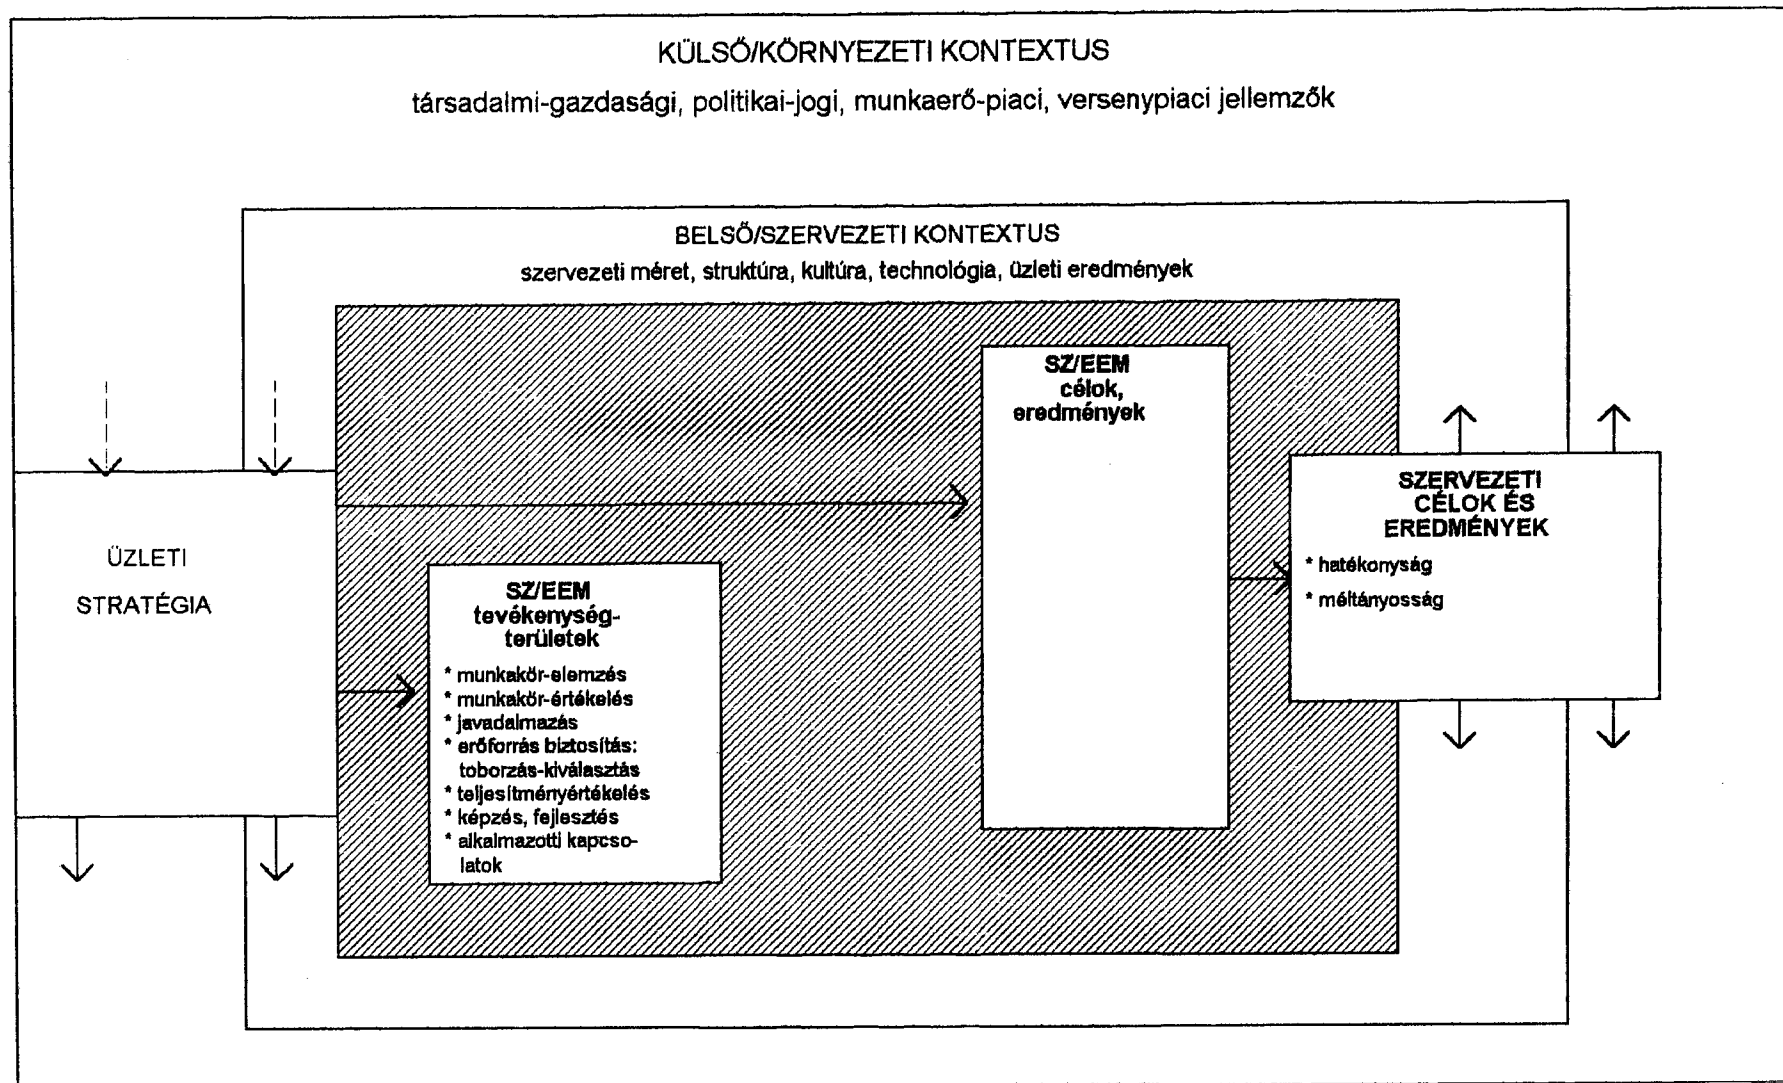 KÜLSŐ/KÖRNYEZETI KONTEXTUS
társadalmi-gazdasági, politikai-jogi, munkaerő-piaci, versenypiaci jellemzők
BELSŐ/SZERVEZETI KONTEXTUS
szervezeti méret, struktúra, kultúra, technológia, üzleti eredmények
ÜZLETI
STRATÉGIA
SZ/EEM
tevékenység-
területek
* munkakör-elemzés
* munkakör-értékelés
* javadalmazás
* erőforrás biztosítás:
toborzás-kiválasztás
* teljesítményértékelés
* képzés, fejlesztés
* alkalmazotti kapcso-
latok
SZ/EEM
célok,
eredmények
SZERVEZETI
CÉLOK ÉS
EREDMÉNYEK
* hatékonyság
* méltányosság